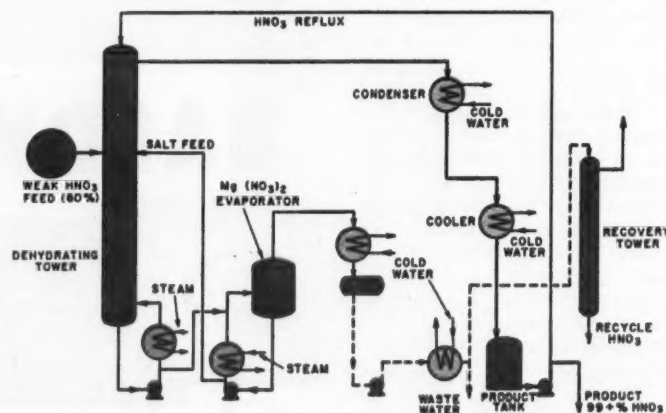 HNO₃ REFLUX
CONDENSER
COLD
WATER
SALT FEED
WEAK HNO₃
FEED (60%)
Mg (NO₃)₂
EVAPORATOR
COOLER
COLD
WATER
RECOVERY
TOWER
DEHYDRATING
TOWER
STEAM
COLD
WATER
RECYCLE
HNO₃
STEAM
WASTE
WATER
PRODUCT
TANK
PRODUCT
99+% HNO₃